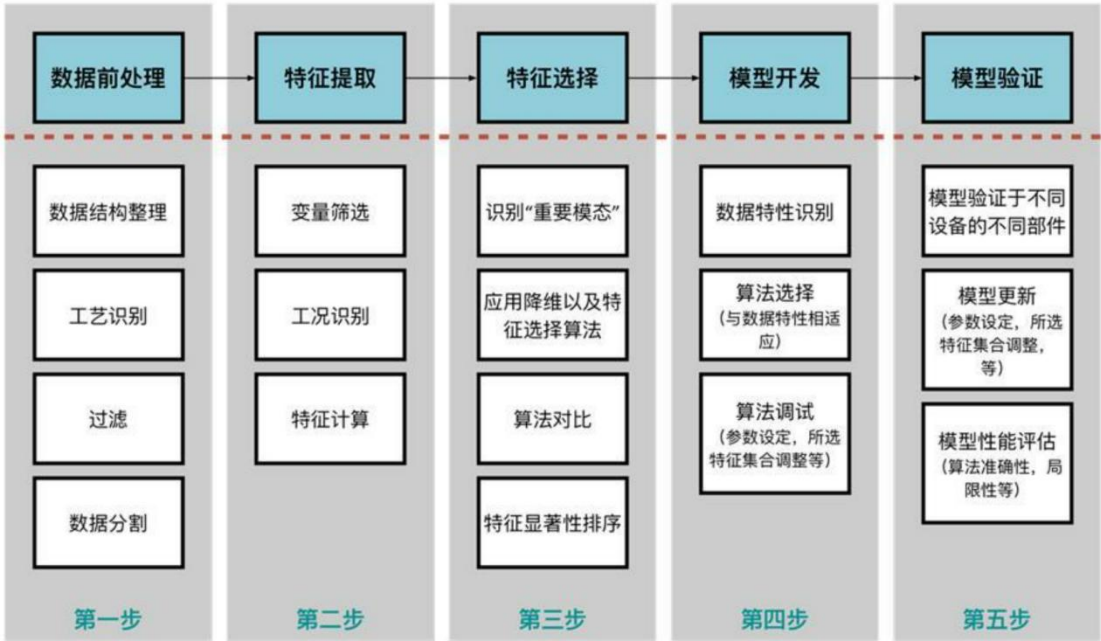 数据前处理
特征提取
特征选择
模型开发
模型验证
数据结构整理
工艺识别
过滤
数据分割
第一步
变量筛选
工况识别
特征计算
第二步
识别“重要模态”
应用降维以及特
征选择算法
算法对比
特征显著性排序
第三步
数据特性识别
算法选择
（与数据特性相适
应）
算法调试
（参数设定，所选
特征集合调整等）
第四步
模型验证于不同
设备的不同部件
模型更新
（参数设定，所选
特征集合调整，
等）
模型性能评估
（算法准确性，局
限性等）
第五步